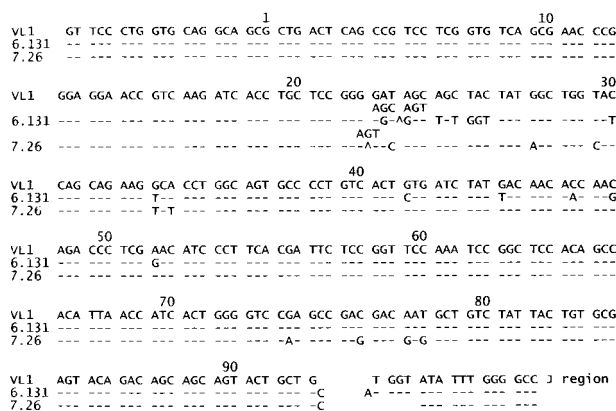 1 10
VL1 GT TCC CTG GTG CAG GCA GCG CTG ACT CAG CCG TCC TCG GTG TCA GCG AAC CCG
6.131 -- --- --- --- --- --- --- --- --- --- --- --- --- --- --- --- --- ---
7.26 -- --- --- --- --- --- --- --- --- --- --- --- --- --- --- --- --- ---
20 30
VL1 GGA GGA ACC GTC AAG ATC ACC TGC TCC GGG GAT AGC AGC TAC TAT GGC TGG TAC
AGC AGT
6.131 --- --- --- --- --- --- --- --- --- --- -G-^AG-- T-T GGT --- --- --- --T
AGT
7.26 --- --- --- --- --- --- --- --- --- ---^--C --- --- --- --- A-- --- C--
40
VL1 CAG CAG AAG GCA CCT GGC AGT GCC CCT GTC ACT GTG ATC TAT GAC AAC ACC AAC
6.131 --- --- --- T-- --- --- --- --- --- --- --- C-- --- --- T-- --- -A- --G
7.26 --- --- --- T-T --- --- --- --- --- --- --- --- --- --- --- --- --- ---
50 60
VL1 AGA CCC TCG AAC ATC CCT TCA CGA TTC TCC GGT TCC AAA TCC GGC TCC ACA GCC
6.131 --- --- --- G-- --- --- --- --- --- --- --- --- --- --- --- --- --- ---
7.26 --- --- --- --- --- --- --- --- --- --- --- --- --- --- --- --- --- ---
70 80
VL1 ACA TTA ACC ATC ACT GGG GTC CGA GCC GAC GAC AAT GCT GTC TAT TAC TGT GCG
6.131 --- --- --- --- --- --- --- --- --- --- --- --- --- --- --- --- --- ---
7.26 --- --- --- --- --- --- --- -A- --- --G --- G-G --- --- --- --- --- ---
90
VL1 AGT ACA GAC AGC AGC AGT ACT GCT G T GGT ATA TTT GGG GCC J region
6.131 --- --- --- --- --- --- --- --- -C A-- --- --- --- --- ---
7.26 --- --- --- --- --- --- --- --- -C - --- --- --- --- ---